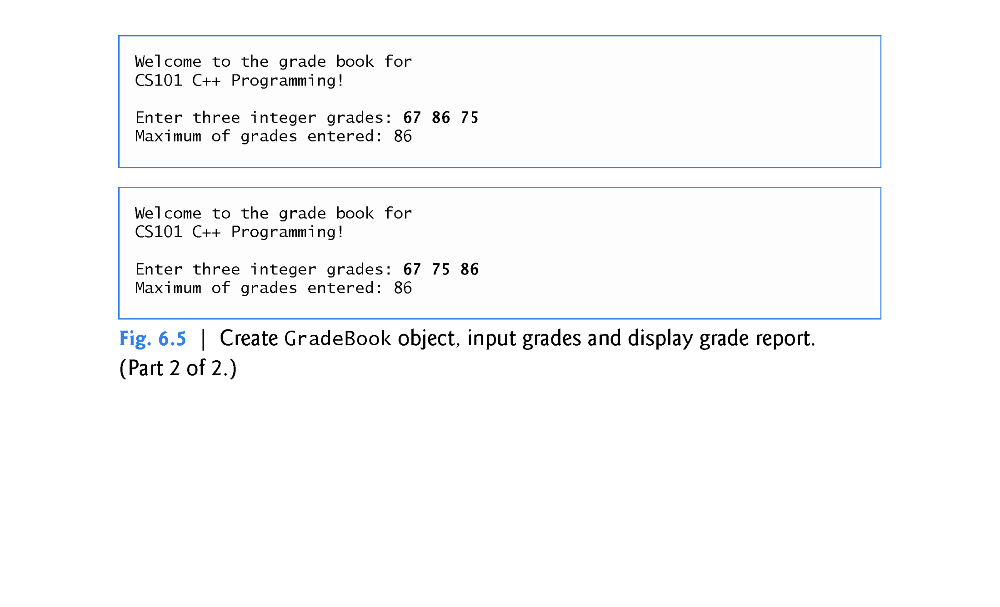 Welcome to the grade book for
CS101 C++ Programming!
Enter three integer grades: 67 86 75
Maximum of grades entered: 86
Welcome to the grade book for
CS101 C++ Programming!
Enter three integer grades: 67 75 86
Maximum of grades entered: 86
Fig. 6.5 | Create GradeBook object, input grades and display grade report.
(Part 2 of 2.)